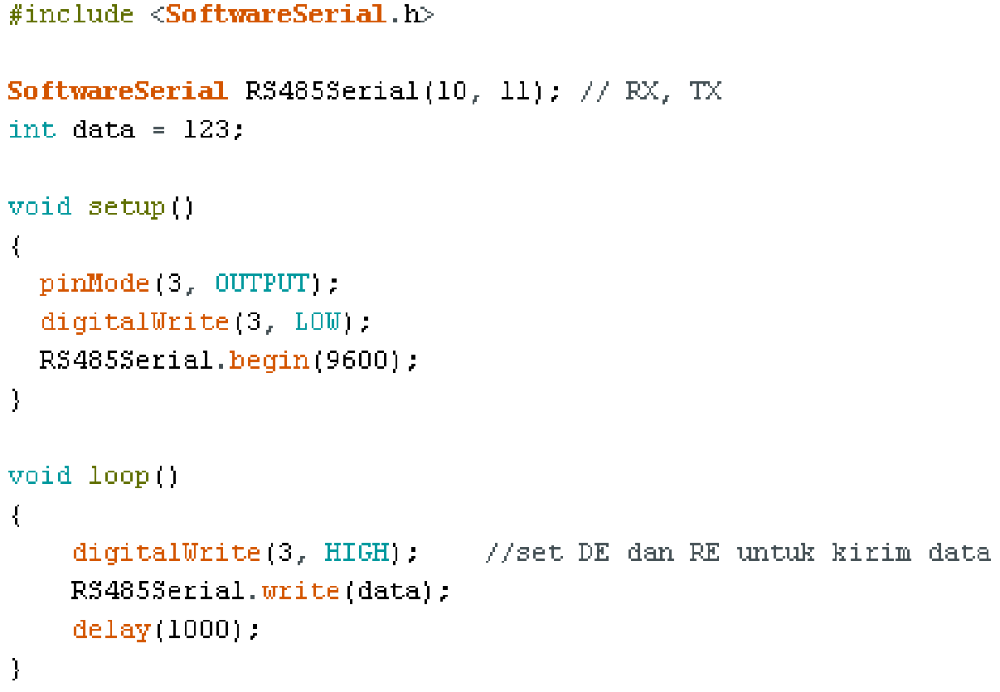 #include <SoftwareSerial.h>
SoftwareSerial RS485Serial(10, 11); // RX, TX
int data = 123;
void setup()
{
pinMode(3, OUTPUT);
digitalWrite(3, LOW);
RS485Serial.begin(9600);
}
void loop()
{
digitalWrite(3, HIGH); //set DE dan RE untuk kirim data
RS485Serial.write(data);
delay(1000);
}